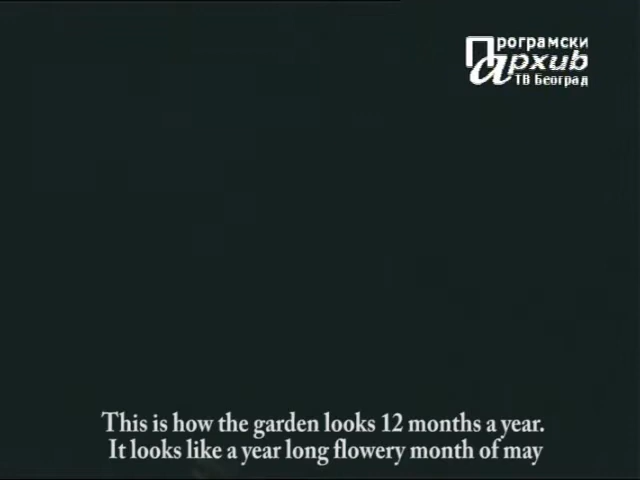 Програмски
архив
ТВ Београд
This is how the garden looks 12 months a year.
It looks like a year long flowery month of may